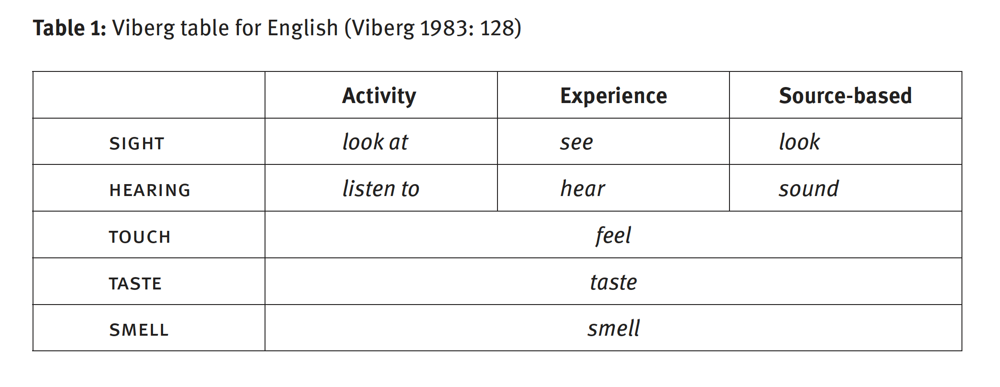 Table 1: Viberg table for English (Viberg 1983: 128)
Activity Experience Source-based
SIGHT look at see look
HEARING listen to hear sound
TOUCH feel
TASTE taste
SMELL smell